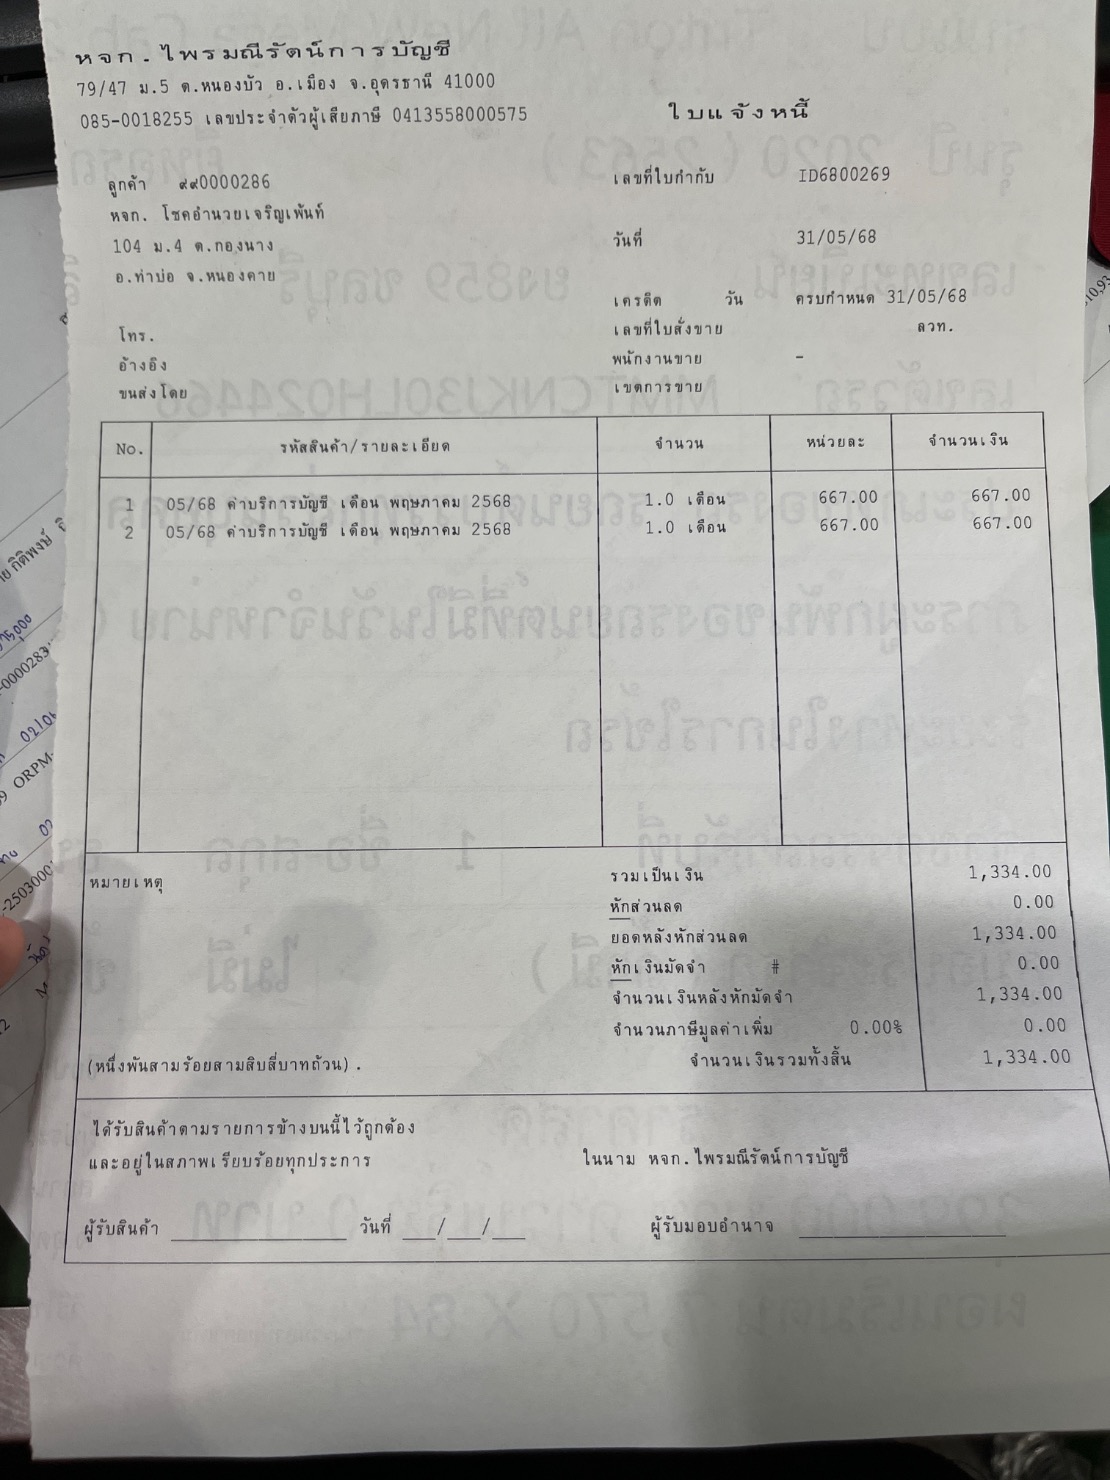 หจก.ไพรมณีรัตน์การบัญชี
79/47 ม.5 ต.หนองบัว อ.เมือง จ.อุดรธานี 41000
085-0018255 เลขประจำตัวผู้เสียภาษี 0413558000575
ใบแจ้งหนี้
ลูกค้า ๙๙0000286
เลขที่ใบกำกับ ID6800269
หจก. โชคอำนวยเจริญเพ้นท์
104 ม.4 ต.กองนาง
วันที่ 31/05/68
อ.ท่าบ่อ จ.หนองคาย
เครดิต วัน ครบกำหนด 31/05/68
โทร.
เลขที่ใบสั่งขาย ลวท.
อ้างอิง
พนักงานขาย -
ขนส่งโดย
เขตการขาย
No. รหัสสินค้า/รายละเอียด จำนวน หน่วยละ จำนวนเงิน
1 05/68 ค่าบริการบัญชี เดือน พฤษภาคม 2568 1.0 เดือน 667.00 667.00
2 05/68 ค่าบริการบัญชี เดือน พฤษภาคม 2568 1.0 เดือน 667.00 667.00
หมายเหตุ
รวมเป็นเงิน 1,334.00
หักส่วนลด 0.00
ยอดหลังหักส่วนลด 1,334.00
หักเงินมัดจำ # 0.00
จำนวนเงินหลังหักมัดจำ 1,334.00
จำนวนภาษีมูลค่าเพิ่ม 0.00% 0.00
(หนึ่งพันสามร้อยสามสิบสี่บาทถ้วน). จำนวนเงินรวมทั้งสิ้น 1,334.00
ได้รับสินค้าตามรายการข้างบนนี้ไว้ถูกต้อง
และอยู่ในสภาพเรียบร้อยทุกประการ
ในนาม หจก.ไพรมณีรัตน์การบัญชี
ผู้รับสินค้า ____________ วันที่ __/__/__
ผู้รับมอบอำนาจ ____________